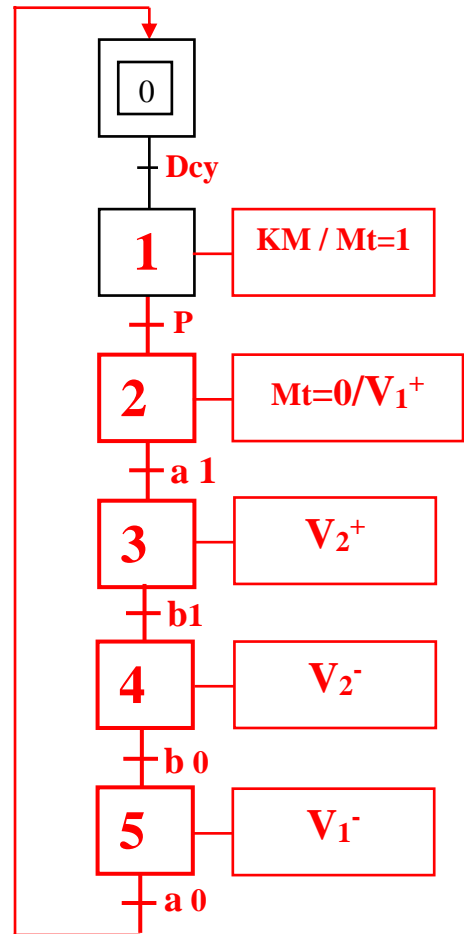 0
Dcy
1
KM / Mt=1
P
2
Mt=0/V₁⁺
a 1
3
V₂⁺
b1
4
V₂⁻
b 0
5
V₁⁻
a 0